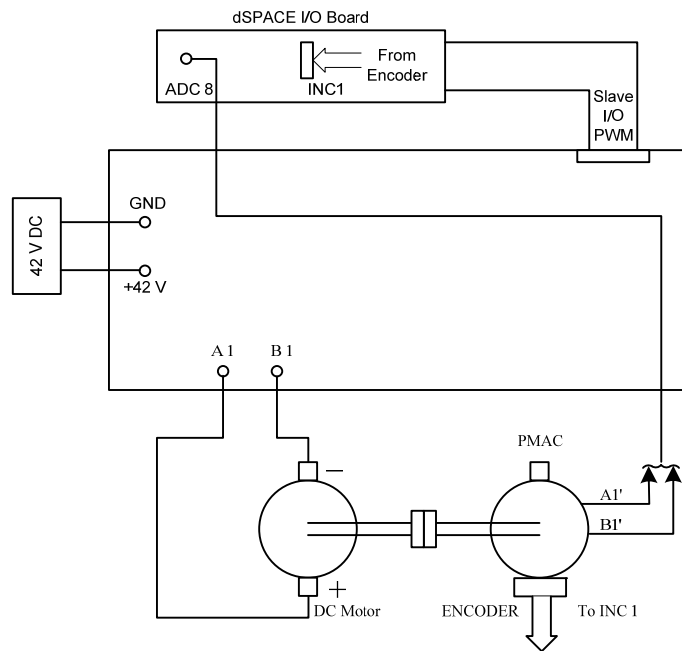 dSPACE I/O Board
From
Encoder
ADC 8
INC1
Slave
I/O
PWM
GND
42 V DC
+42 V
A 1
B 1
PMAC
−
A1'
B1'
+
DC Motor
ENCODER
To INC 1